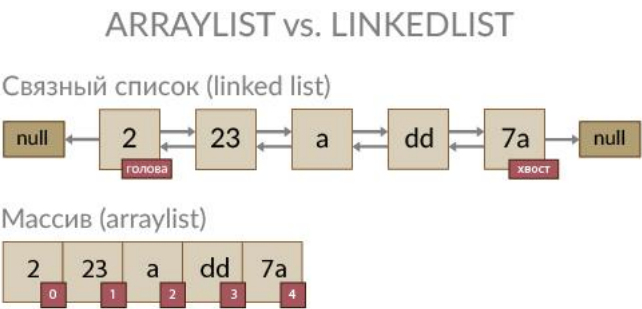 ARRAYLIST vs. LINKEDLIST
Связный список (linked list)
null 2 23 a dd 7a null
голова хвост
Массив (arraylist)
2 23 a dd 7a
0 1 2 3 4